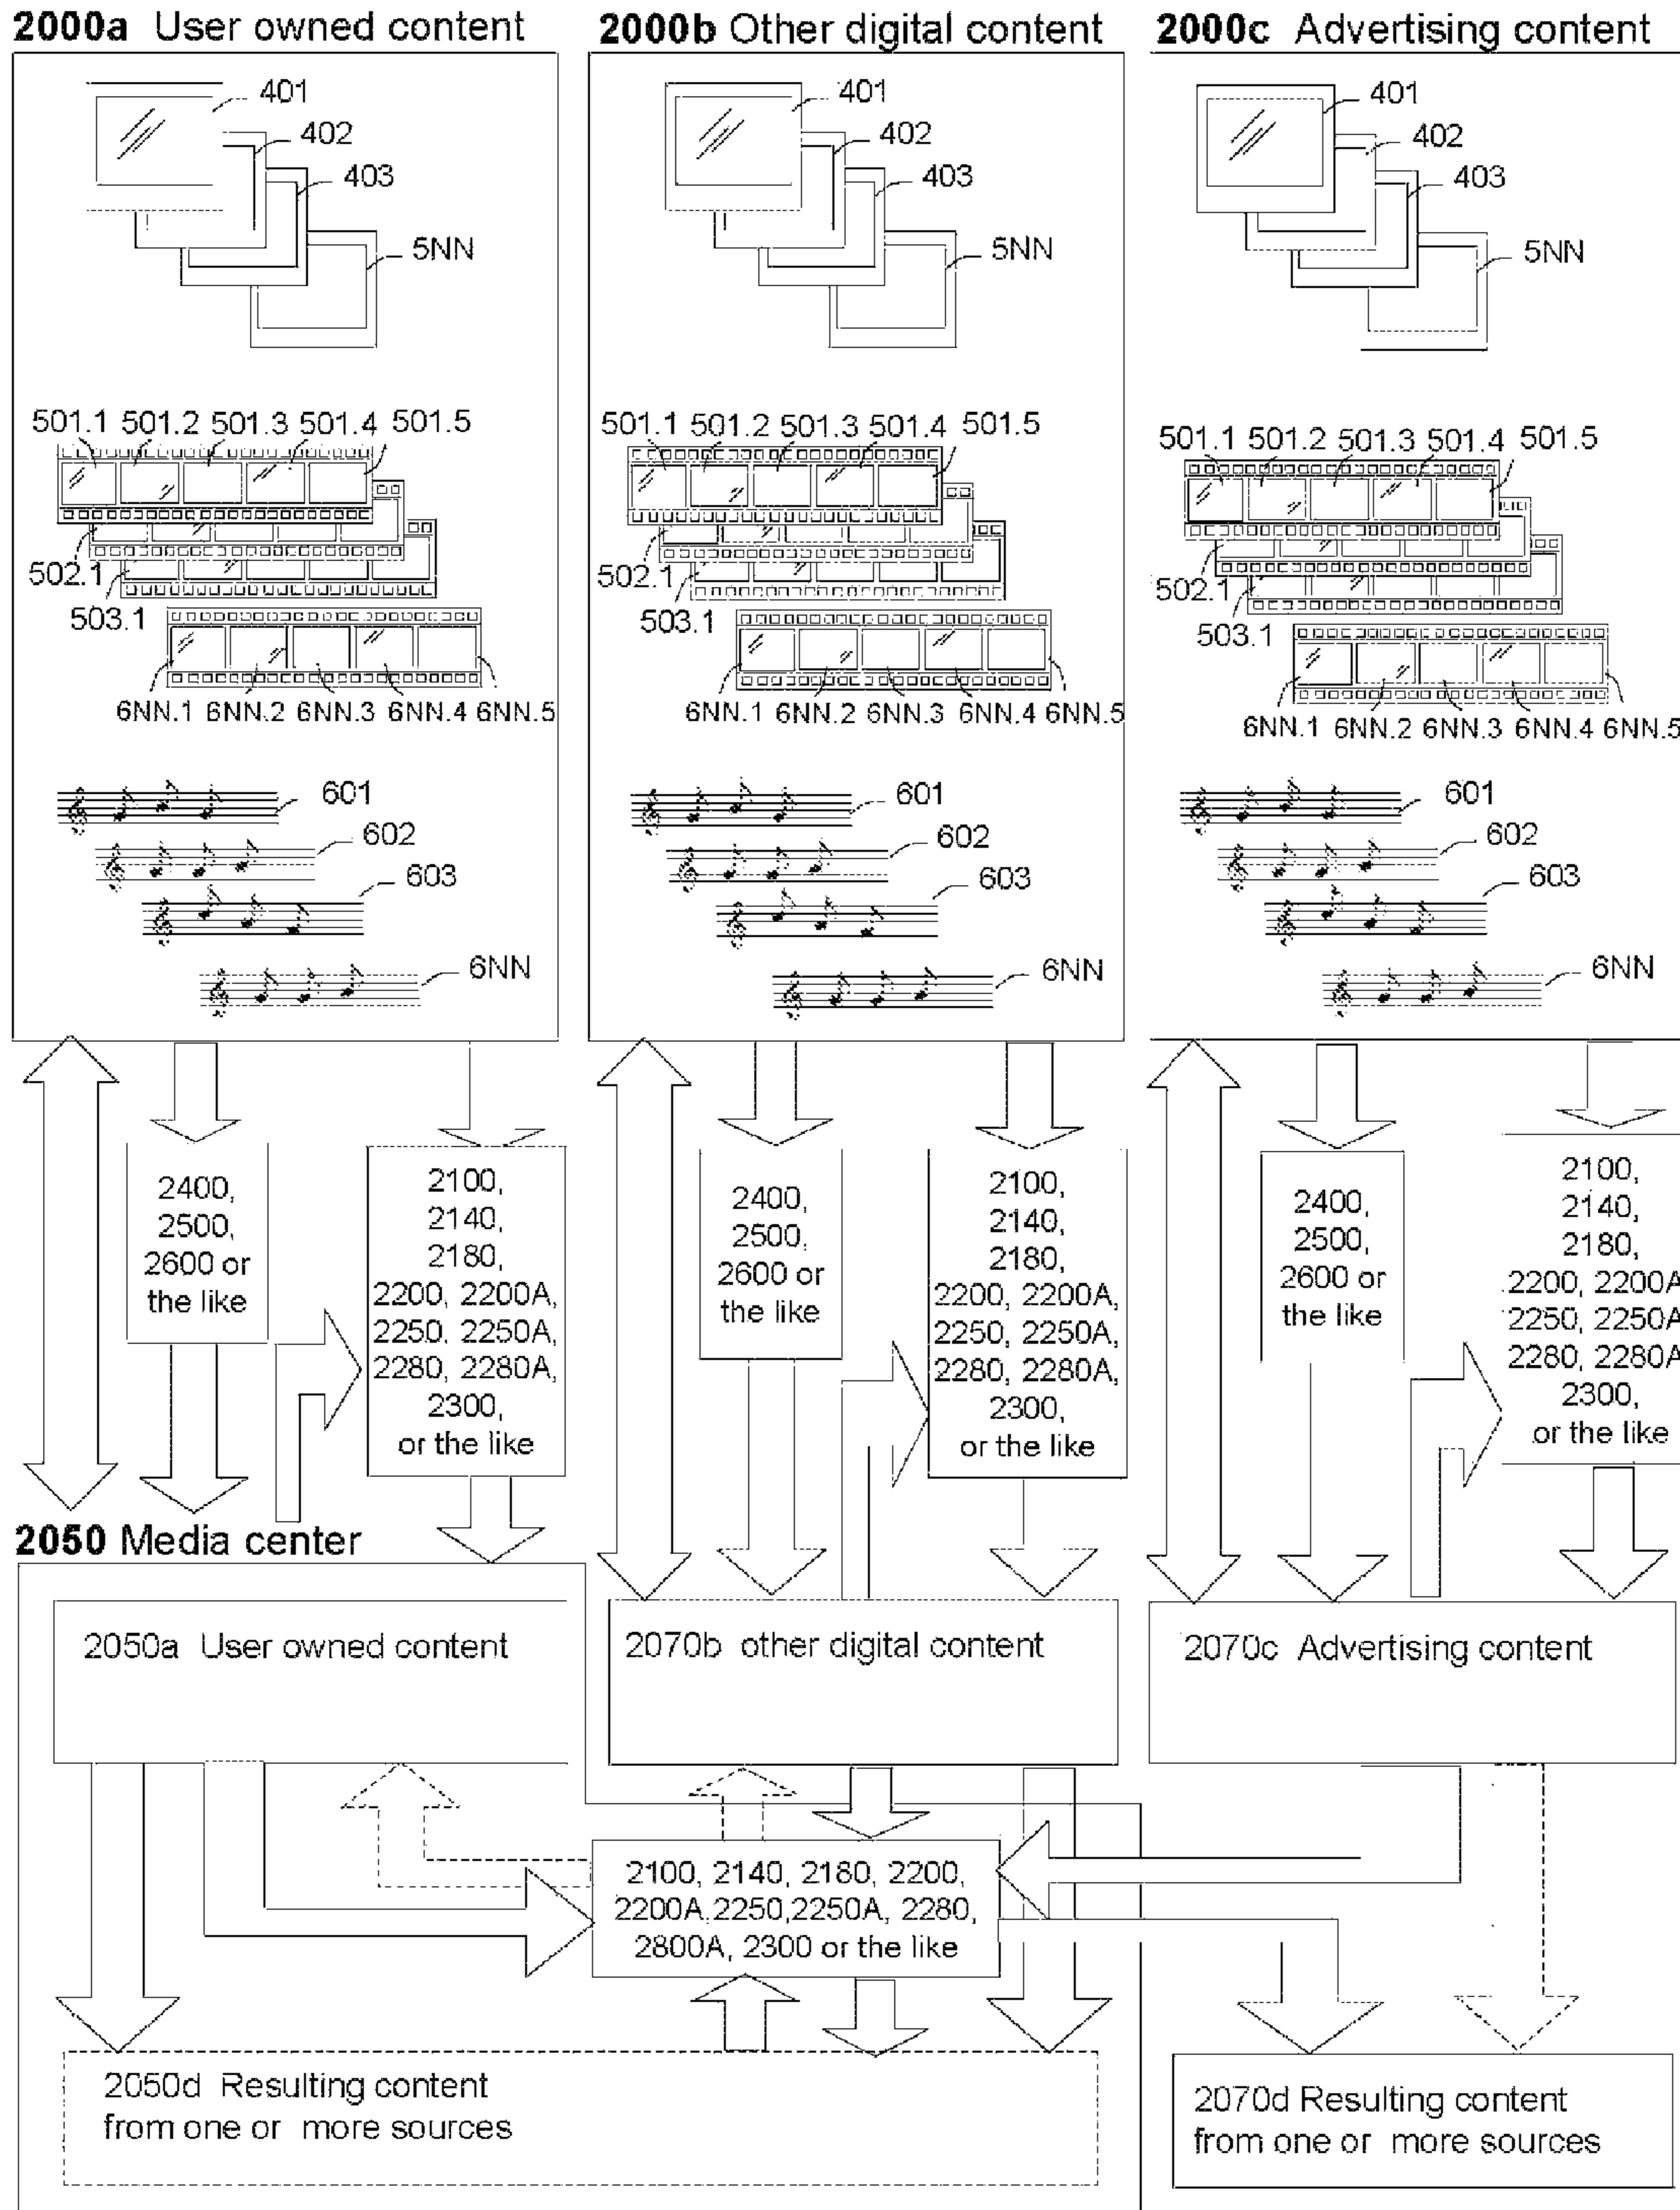 2000a User owned content
401
402
403
5NN
501.1 501.2 501.3 501.4 501.5
502.1
503.1
6NN.1 6NN.2 6NN.3 6NN.4 6NN.5
601
602
603
6NN
2000b Other digital content
401
402
403
5NN
501.1 501.2 501.3 501.4 501.5
502.1
503.1
6NN.1 6NN.2 6NN.3 6NN.4 6NN.5
601
602
603
6NN
2000c Advertising content
401
402
403
5NN
501.1 501.2 501.3 501.4 501.5
502.1
503.1
6NN.1 6NN.2 6NN.3 6NN.4 6NN.5
601
602
603
6NN
2400,
2500,
2600 or
the like
2100,
2140,
2180,
2200, 2200A,
2250, 2250A,
2280, 2280A,
2300,
or the like
2400,
2500,
2600 or
the like
2100,
2140,
2180,
2200, 2200A,
2250, 2250A,
2280, 2280A,
2300,
or the like
2400,
2500,
2600 or
the like
2100,
2140,
2180,
2200, 2200A
2250, 2250A
2280, 2280A
2300,
or the like
2050 Media center
2050a User owned content
2070b other digital content
2070c Advertising content
2100, 2140, 2180, 2200,
2200A,2250,2250A, 2280,
2800A, 2300 or the like
2050d Resulting content
from one or more sources
2070d Resulting content
from one or more sources